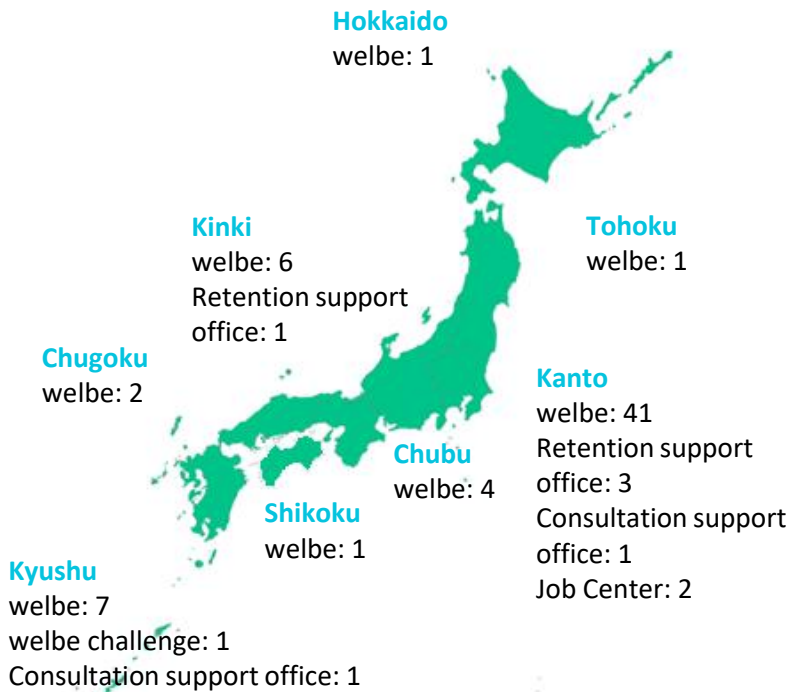 Hokkaido
welbe: 1
Kinki
welbe: 6
Retention support
office: 1
Tohoku
welbe: 1
Chugoku
welbe: 2
Kanto
welbe: 41
Retention support
office: 3
Consultation support
office: 1
Job Center: 2
Chubu
welbe: 4
Shikoku
welbe: 1
Kyushu
welbe: 7
welbe challenge: 1
Consultation support office: 1